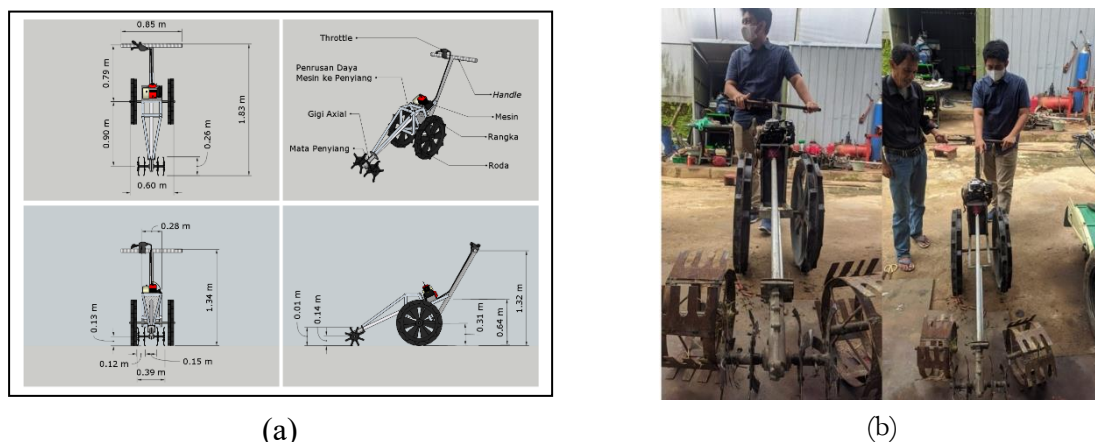 0.85 m
0.79 m
0.90 m
1.83 m
0.26 m
0.60 m
Throttle
Penrusan Daya
Mesin ke Penyiang
Gigi Axial
Mata Penyiang
Handle
Mesin
Rangka
Roda
0.28 m
0.13 m
1.34 m
0.12 m
0.15 m
0.39 m
0.01 m
0.14 m
0.31 m
0.64 m
1.32 m
(a)
(b)